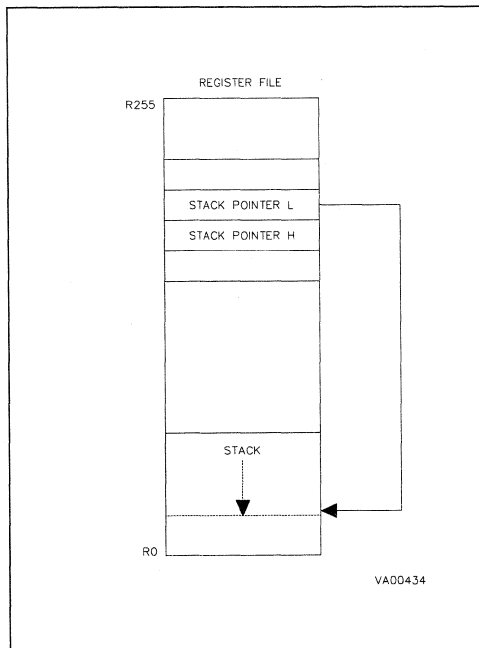 REGISTER FILE
R255
STACK POINTER L
STACK POINTER H
STACK
R0
VA00434